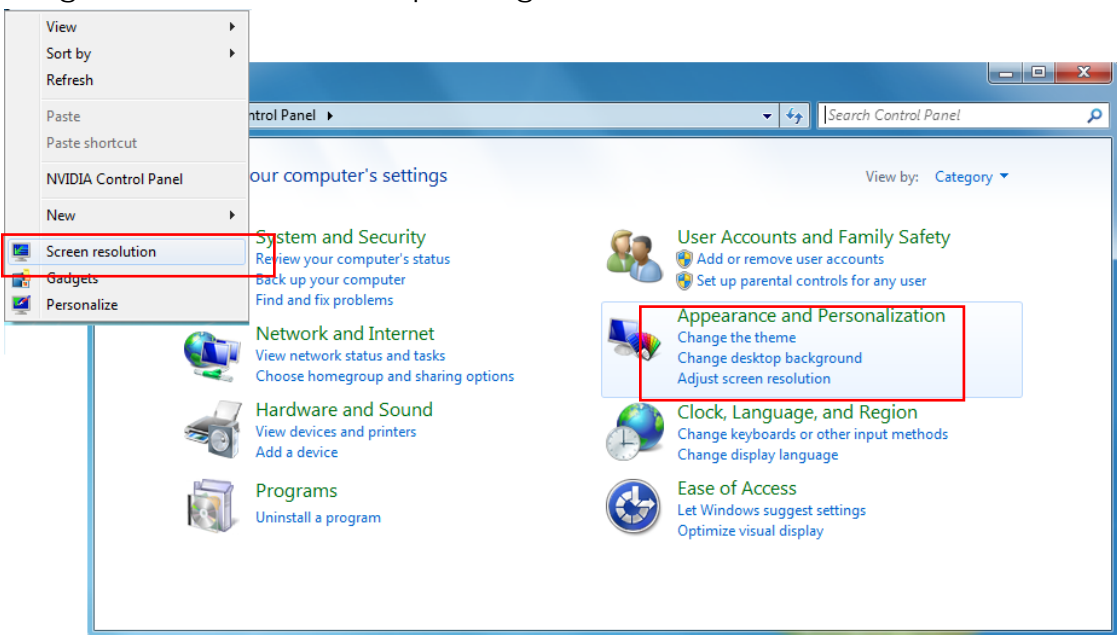 View
Sort by
Refresh
Paste
Paste shortcut
NVIDIA Control Panel
New
Screen resolution
Gadgets
Personalize
ntrol Panel
Search Control Panel
our computer's settings
View by: Category
System and Security
Review your computer's status
Back up your computer
Find and fix problems
Network and Internet
View network status and tasks
Choose homegroup and sharing options
Hardware and Sound
View devices and printers
Add a device
Programs
Uninstall a program
User Accounts and Family Safety
Add or remove user accounts
Set up parental controls for any user
Appearance and Personalization
Change the theme
Change desktop background
Adjust screen resolution
Clock, Language, and Region
Change keyboards or other input methods
Change display language
Ease of Access
Let Windows suggest settings
Optimize visual display